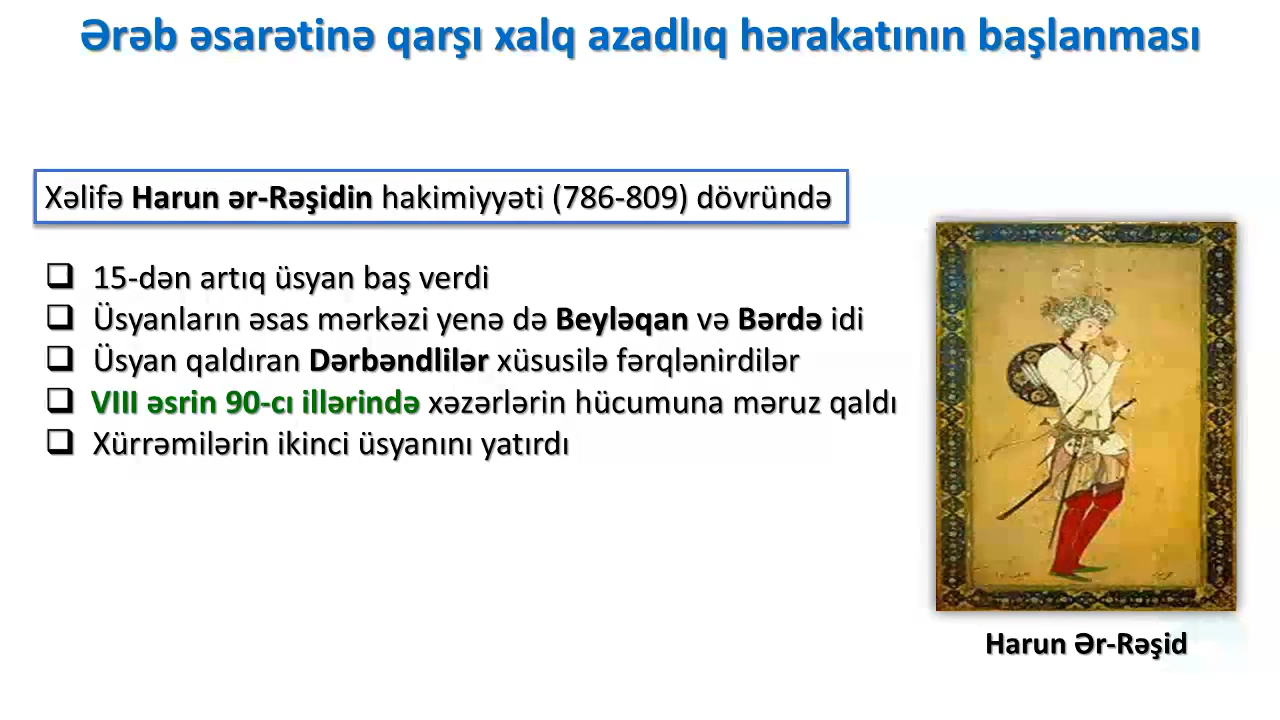 Ərəb əsarətinə qarşı xalq azadlıq hərakatının başlanması
Xəlifə Harun ər-Rəşidin hakimiyyəti (786-809) dövründə
❑ 15-dən artıq üsyan baş verdi
❑ Üsyanların əsas mərkəzi yenə də Beyləqan və Bərdə idi
❑ Üsyan qaldıran Dərbəndlilər xüsusilə fərqlənirdilər
❑ VIII əsrin 90-cı illərində xəzərlərin hücumuna məruz qaldı
❑ Xürrəmilərin ikinci üsyanını yatırdı
Harun Ər-Rəşid